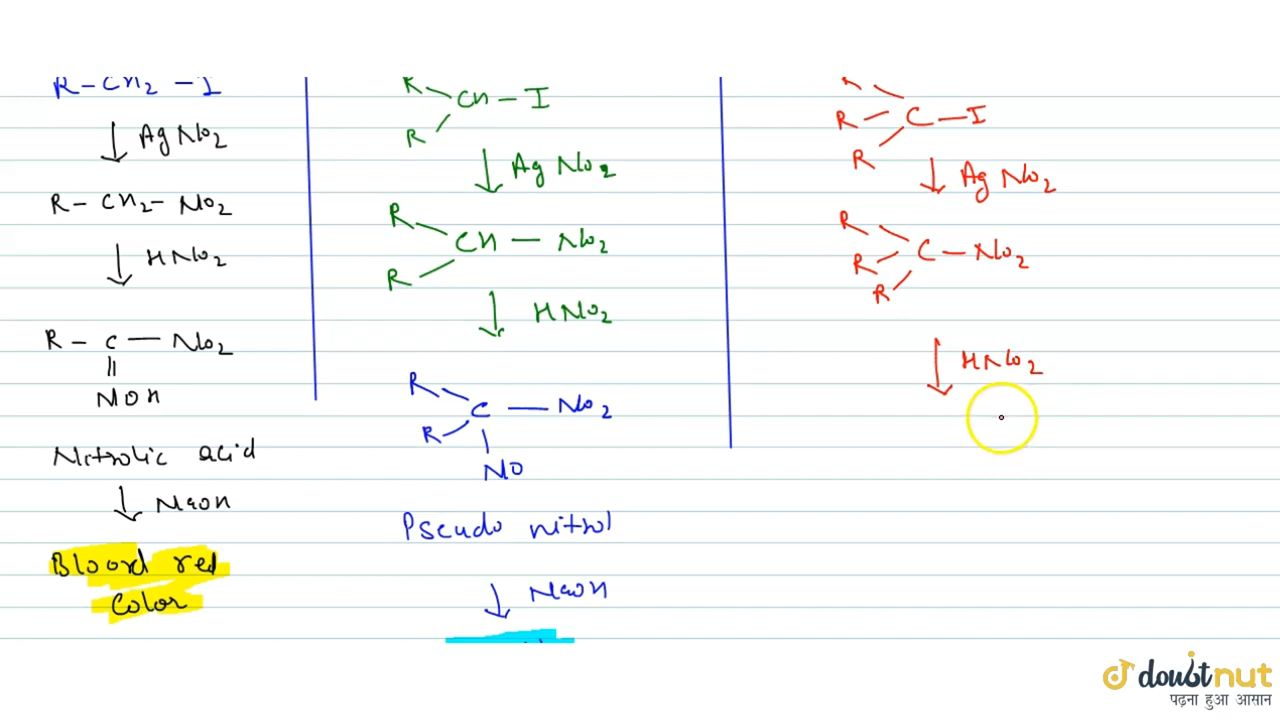 R-CH2-I
↓ AgNO2
R-CH2-NO2
↓ HNO2
R-C-NO2
||
NOH
Nitrolic acid
↓ NaOH
Bloord red
Color
R
CH-I
R
↓ AgNO2
R
CH-NO2
R
↓ HNO2
R
C-NO2
R
NO
Pseudo nitrol
↓ NaOH
R
R C-I
R
↓ AgNO2
R
R C-NO2
R
↓ HNO2
doubtnut
पढ़ना हुआ आसान